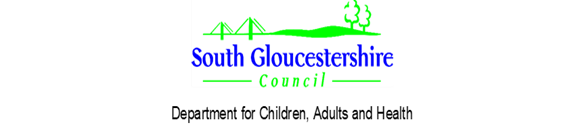 South Gloucestershire
Council
Department for Children, Adults and Health